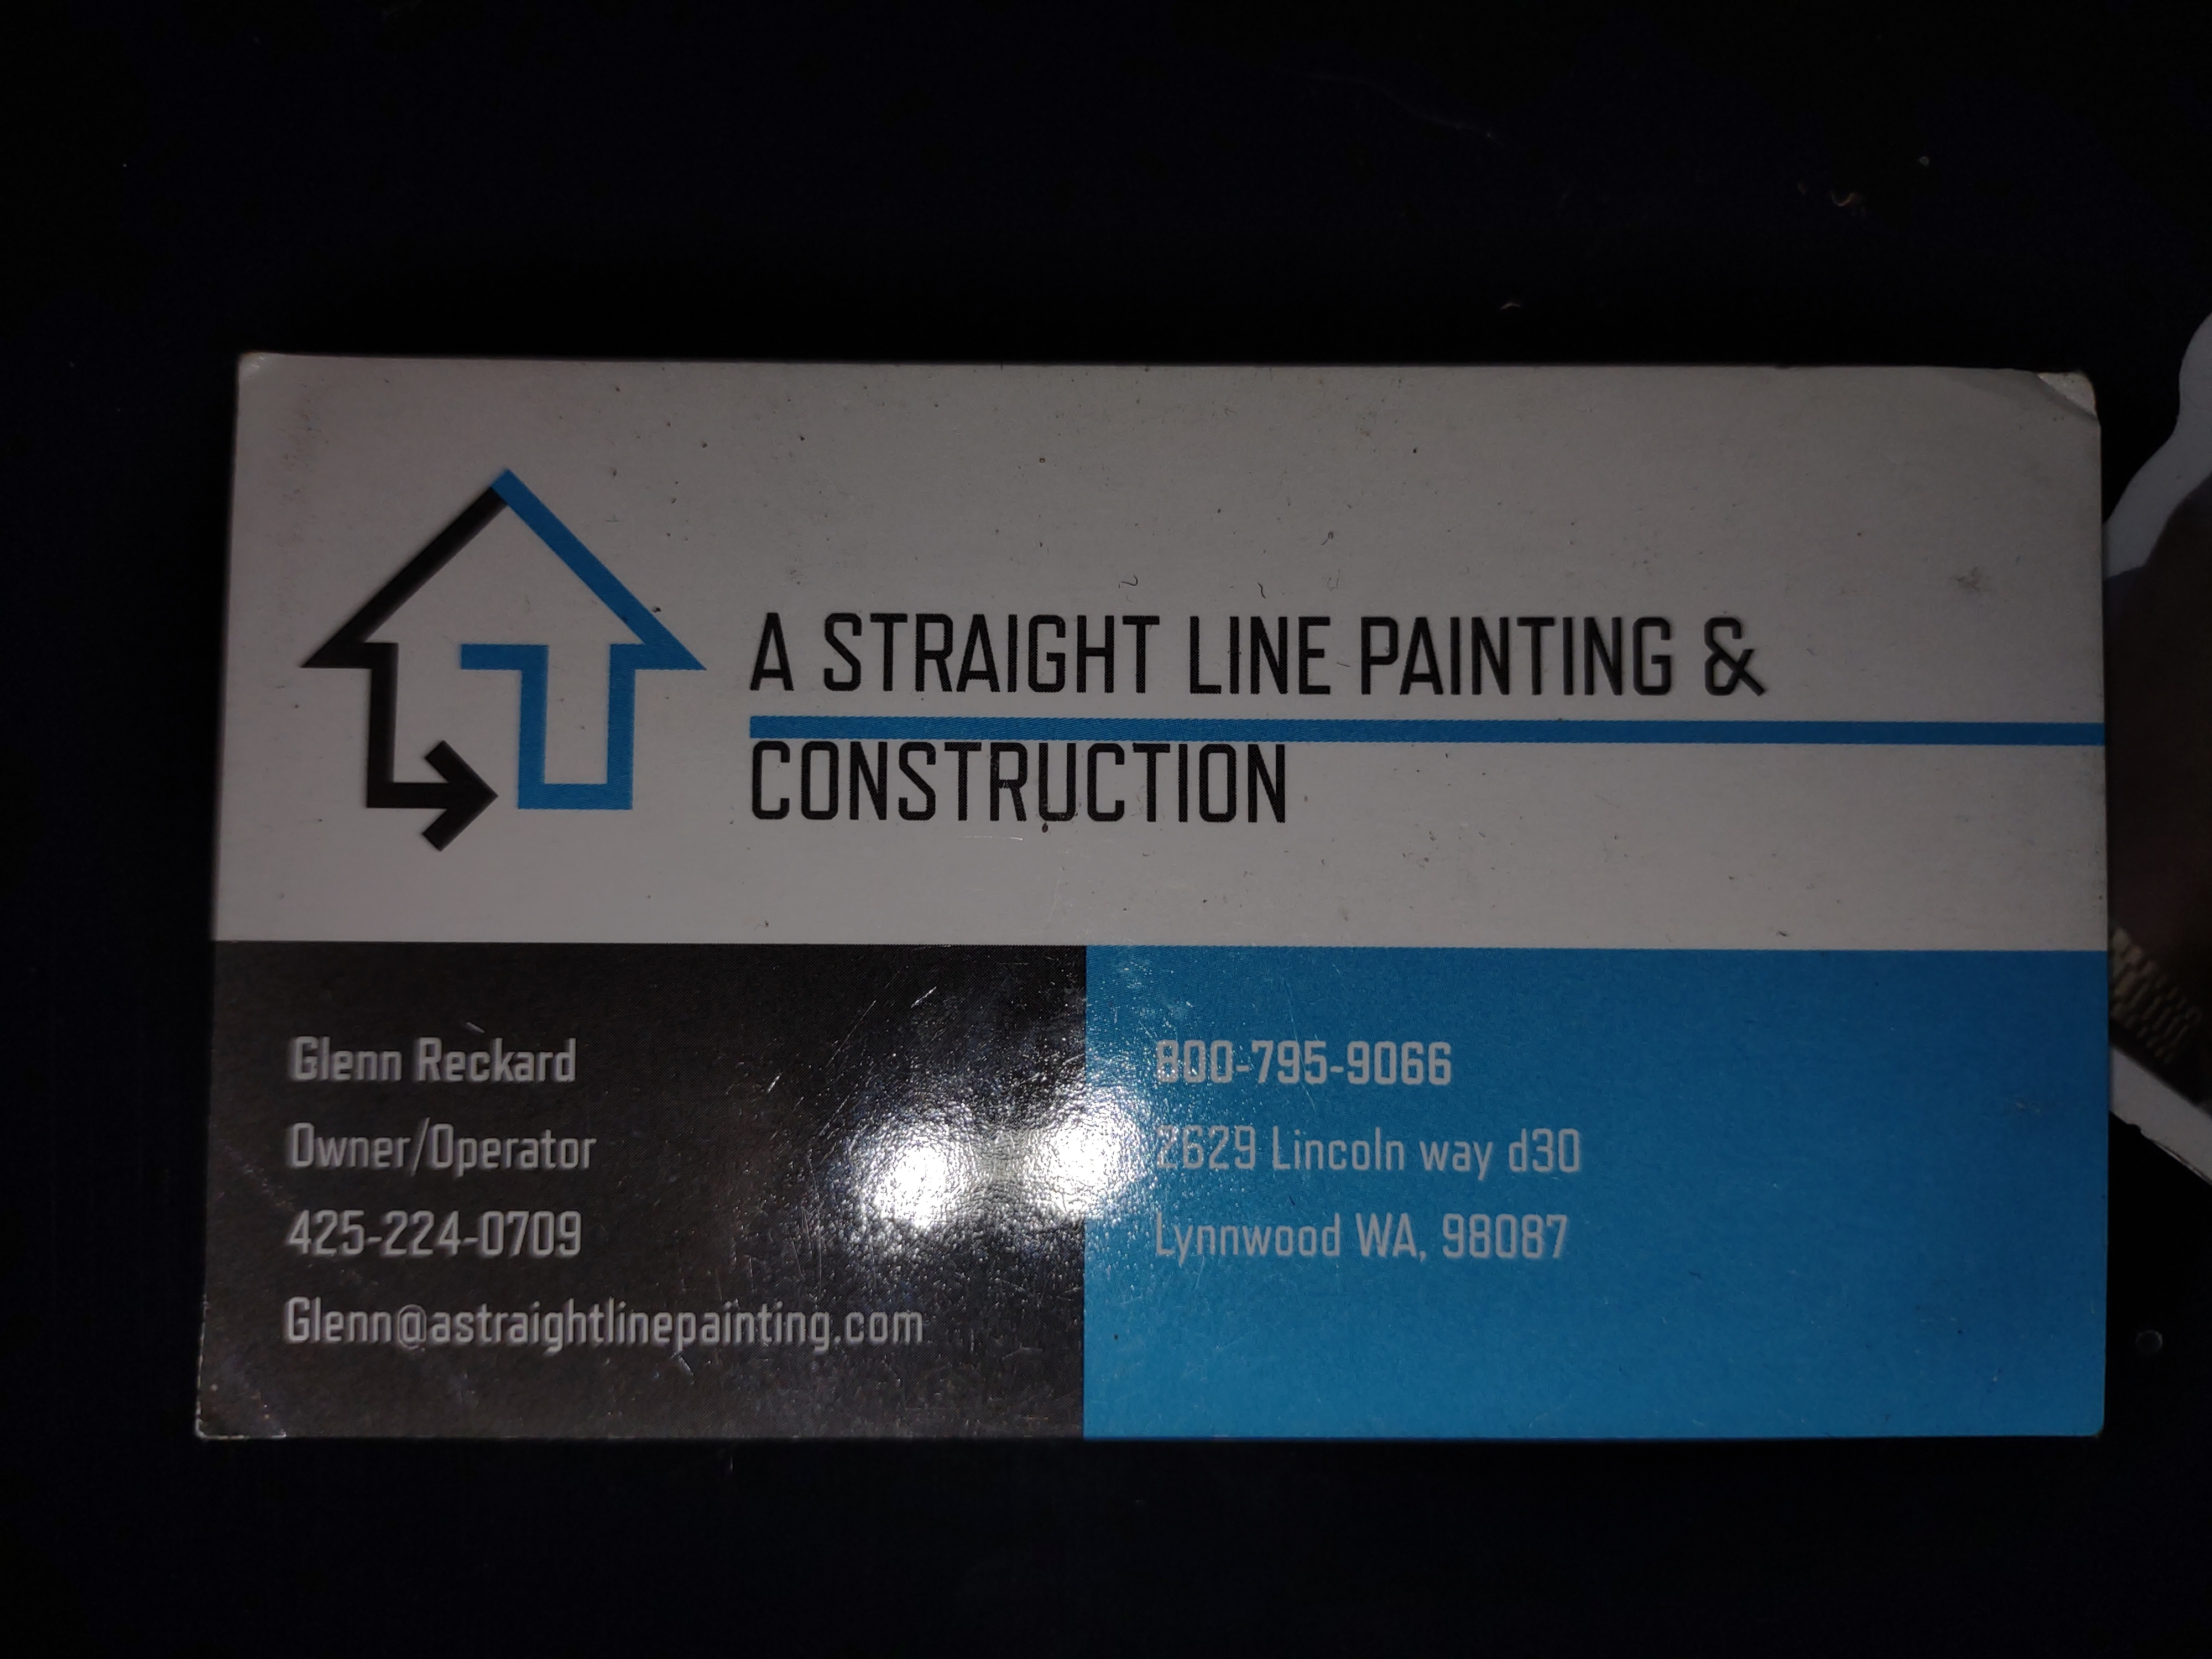 A STRAIGHT LINE PAINTING &
CONSTRUCTION
Glenn Reckard
Owner/Operator
425-224-0709
Glenn@astraightlinepainting.com
800-795-9066
2629 Lincoln way d30
Lynnwood WA, 98087